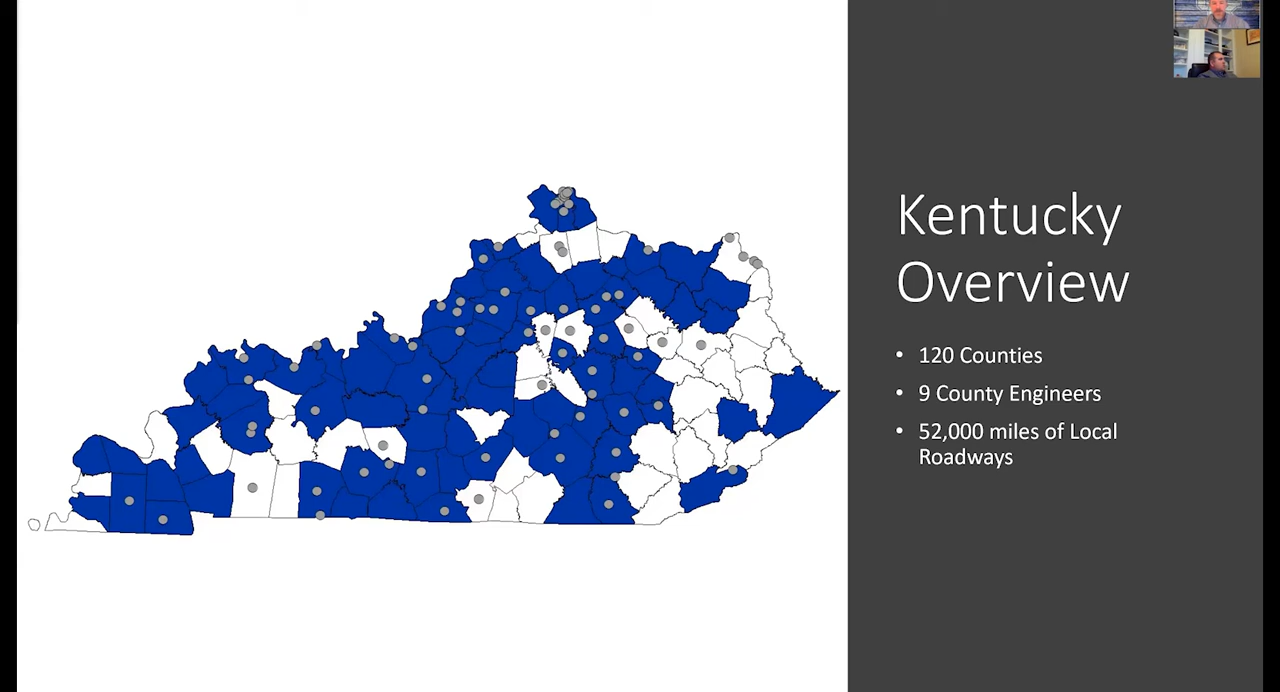 Kentucky
Overview
• 120 Counties
• 9 County Engineers
• 52,000 miles of Local
Roadways